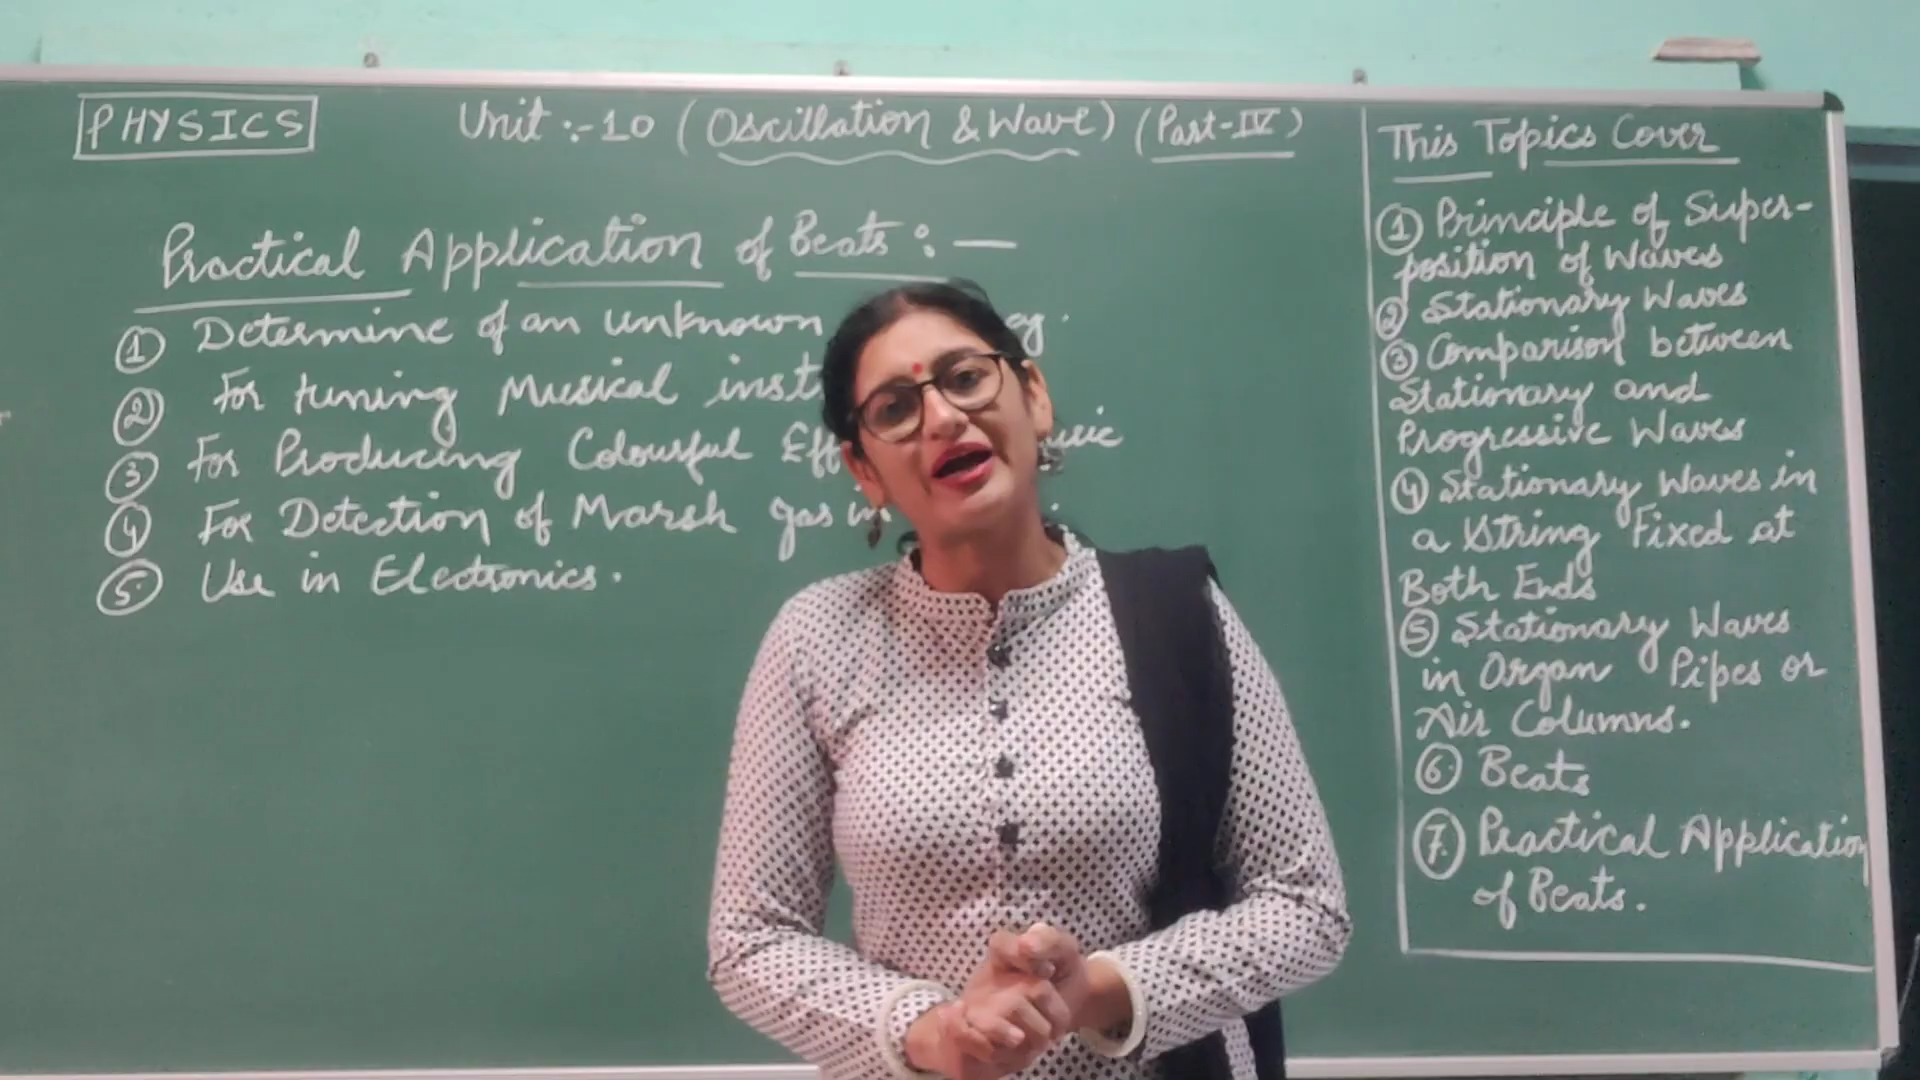 PHYSICS
Unit :- 10 (Oscillation & Wave) (Part-IV)
Practical Application of Beats :—
① Determine of an unknown
② For tuning Musical inst
③ For Producing Colourful Eff
④ For Detection of Marsh gas in
⑤ Use in Electronics.
This Topics Cover
① Principle of Super-
position of Waves
② Stationary Waves
③ Comparison between
Stationary and
Progressive Waves
④ Stationary Waves in
a String Fixed at
Both Ends
⑤ Stationary Waves
in Organ Pipes or
Air Columns.
⑥ Beats
⑦ Practical Application
of Beats.